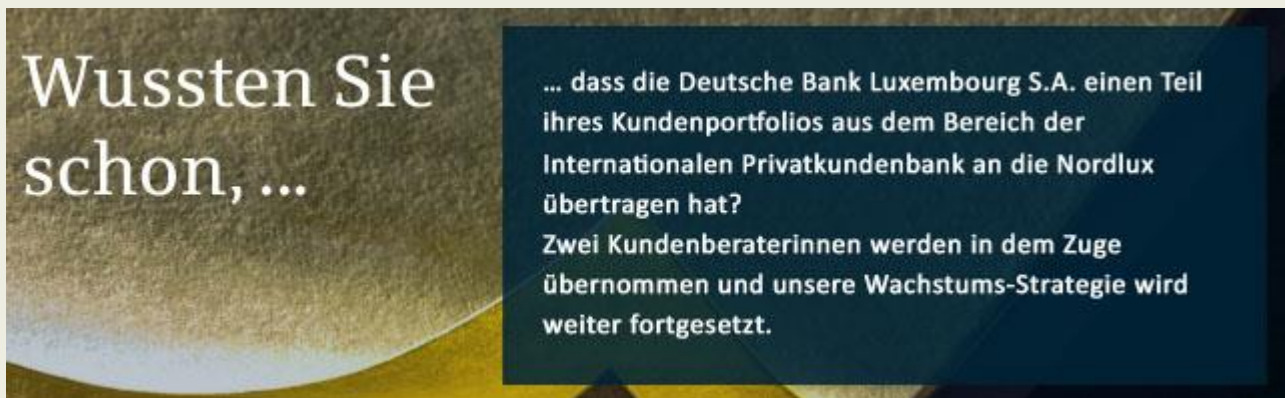 Wussten Sie
schon, ...
... dass die Deutsche Bank Luxembourg S.A. einen Teil
ihres Kundenportfolios aus dem Bereich der
Internationalen Privatkundenbank an die Nordlux
übertragen hat?
Zwei Kundenberaterinnen werden in dem Zuge
übernommen und unsere Wachstums-Strategie wird
weiter fortgesetzt.